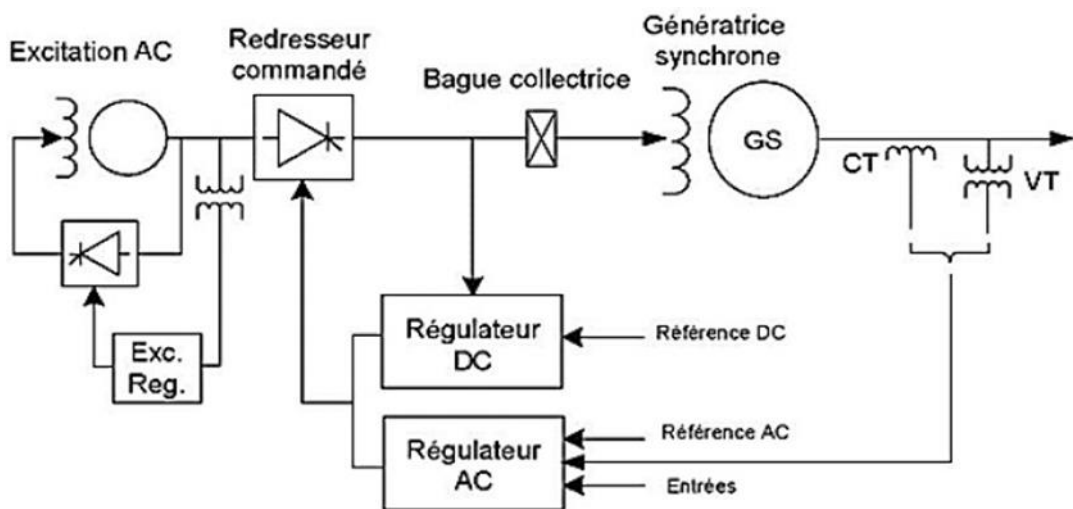 Excitation AC
Redresseur
commandé
Bague collectrice
Génératrice
synchrone
GS
CT
VT
Régulateur
DC
Référence DC
Exc.
Reg.
Régulateur
AC
Référence AC
Entrées